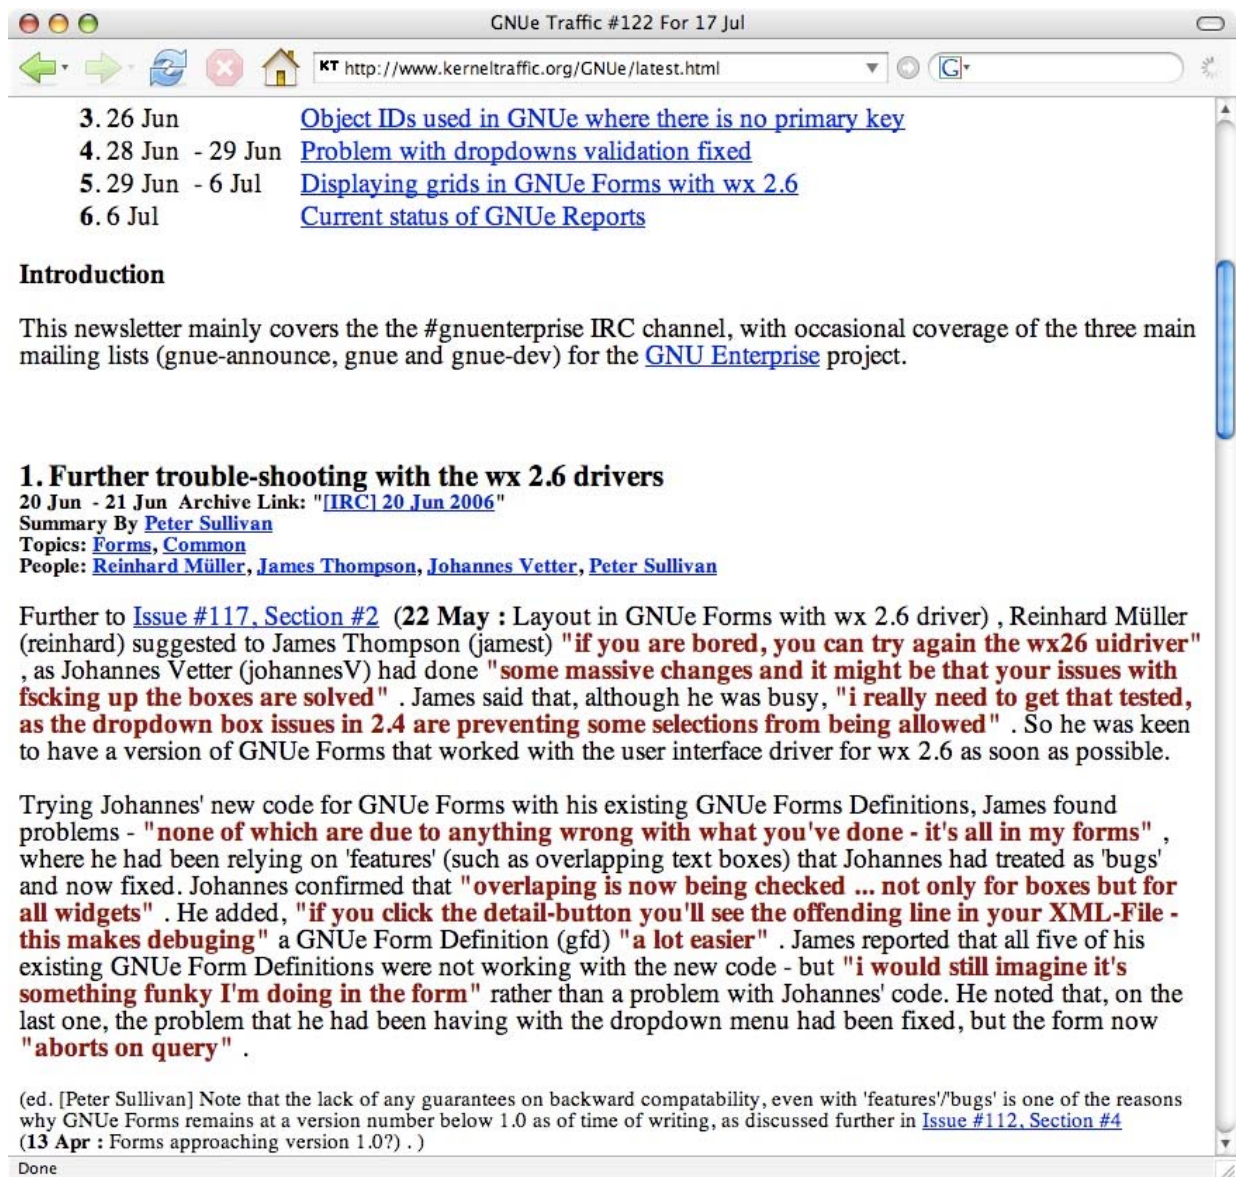 GNUe Traffic #122 For 17 Jul
KT http://www.kerneltraffic.org/GNUe/latest.html
G
3. 26 Jun Object IDs used in GNUe where there is no primary key
4. 28 Jun - 29 Jun Problem with dropdowns validation fixed
5. 29 Jun - 6 Jul Displaying grids in GNUe Forms with wx 2.6
6. 6 Jul Current status of GNUe Reports
Introduction
This newsletter mainly covers the the #gnuenterprise IRC channel, with occasional coverage of the three main
mailing lists (gnue-announce, gnue and gnue-dev) for the GNU Enterprise project.
1. Further trouble-shooting with the wx 2.6 drivers
20 Jun - 21 Jun Archive Link: "[IRC] 20 Jun 2006"
Summary By Peter Sullivan
Topics: Forms, Common
People: Reinhard Müller, James Thompson, Johannes Vetter, Peter Sullivan
Further to Issue #117, Section #2 (22 May : Layout in GNUe Forms with wx 2.6 driver) , Reinhard Müller
(reinhard) suggested to James Thompson (jamest) "if you are bored, you can try again the wx26 uidriver"
, as Johannes Vetter (johannesV) had done "some massive changes and it might be that your issues with
fscking up the boxes are solved" . James said that, although he was busy, "i really need to get that tested,
as the dropdown box issues in 2.4 are preventing some selections from being allowed" . So he was keen
to have a version of GNUe Forms that worked with the user interface driver for wx 2.6 as soon as possible.
Trying Johannes' new code for GNUe Forms with his existing GNUe Forms Definitions, James found
problems - "none of which are due to anything wrong with what you've done - it's all in my forms" ,
where he had been relying on 'features' (such as overlapping text boxes) that Johannes had treated as 'bugs'
and now fixed. Johannes confirmed that "overlaping is now being checked ... not only for boxes but for
all widgets" . He added, "if you click the detail-button you'll see the offending line in your XML-File -
this makes debuging" a GNUe Form Definition (gfd) "a lot easier" . James reported that all five of his
existing GNUe Form Definitions were not working with the new code - but "i would still imagine it's
something funky I'm doing in the form" rather than a problem with Johannes' code. He noted that, on the
last one, the problem that he had been having with the dropdown menu had been fixed, but the form now
"aborts on query" .
(ed. [Peter Sullivan] Note that the lack of any guarantees on backward compatability, even with 'features'/'bugs' is one of the reasons
why GNUe Forms remains at a version number below 1.0 as of time of writing, as discussed further in Issue #112, Section #4
(13 Apr : Forms approaching version 1.0?) . )
Done